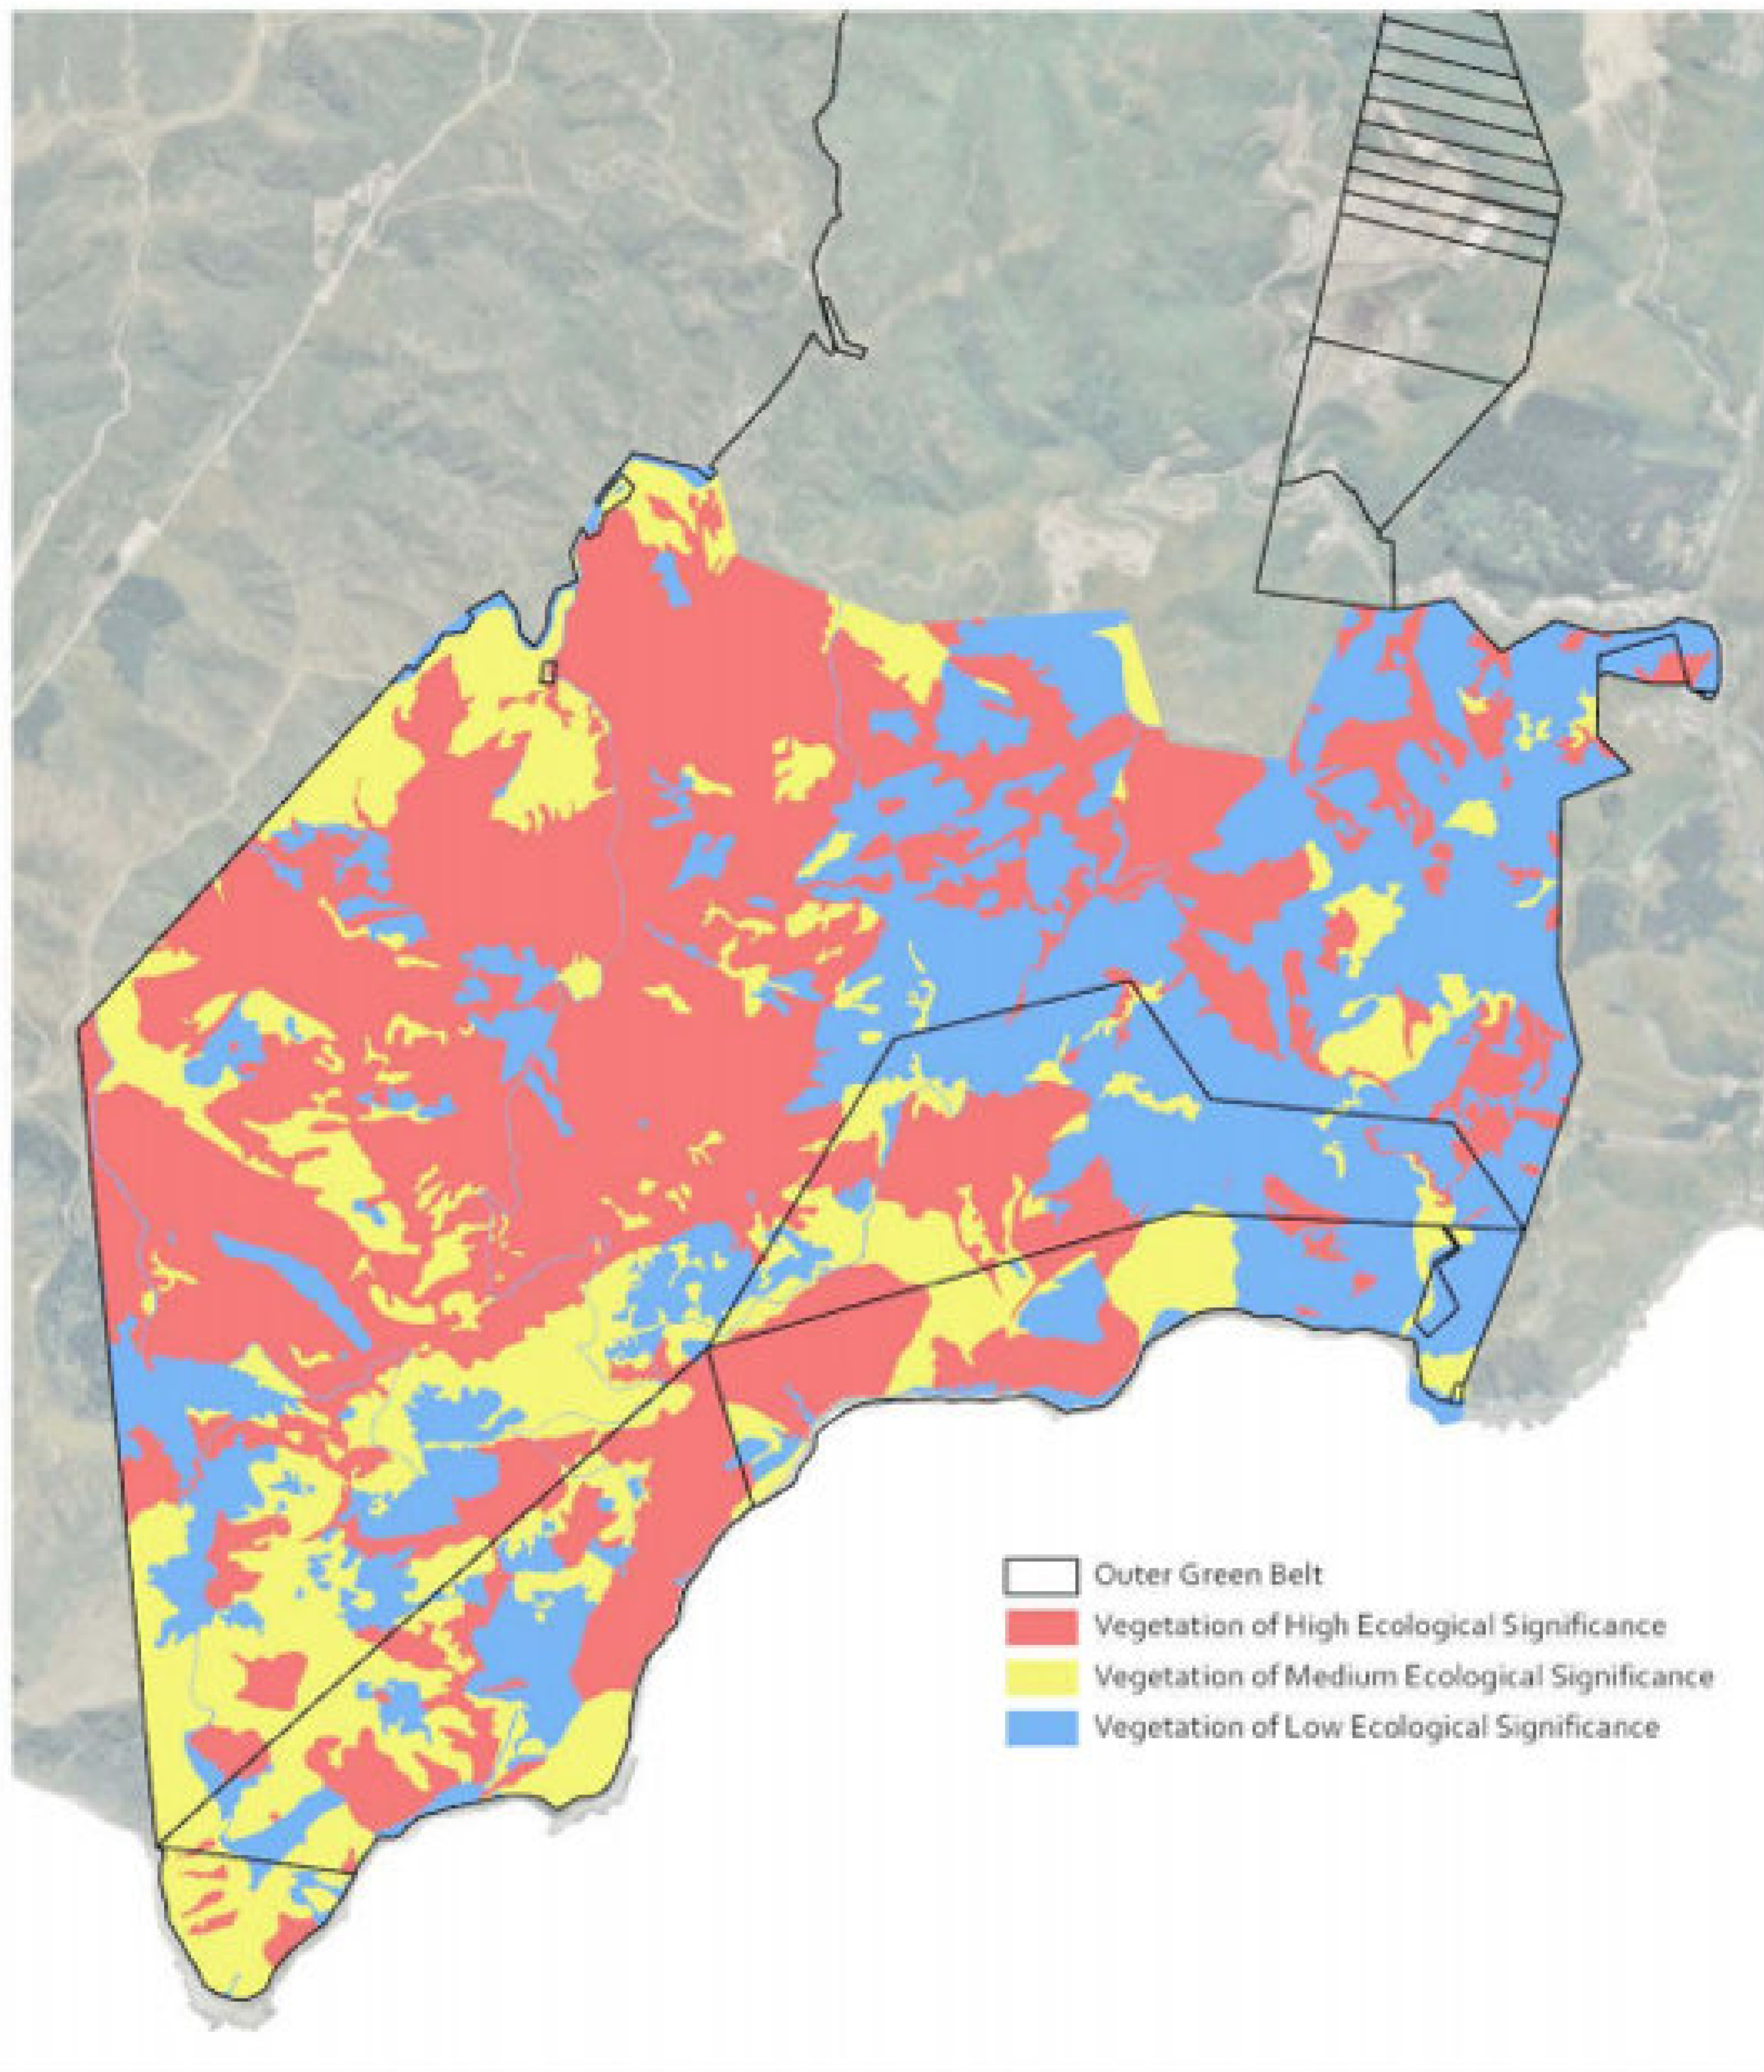 Outer Green Belt
Vegetation of High Ecological Significance
Vegetation of Medium Ecological Significance
Vegetation of Low Ecological Significance